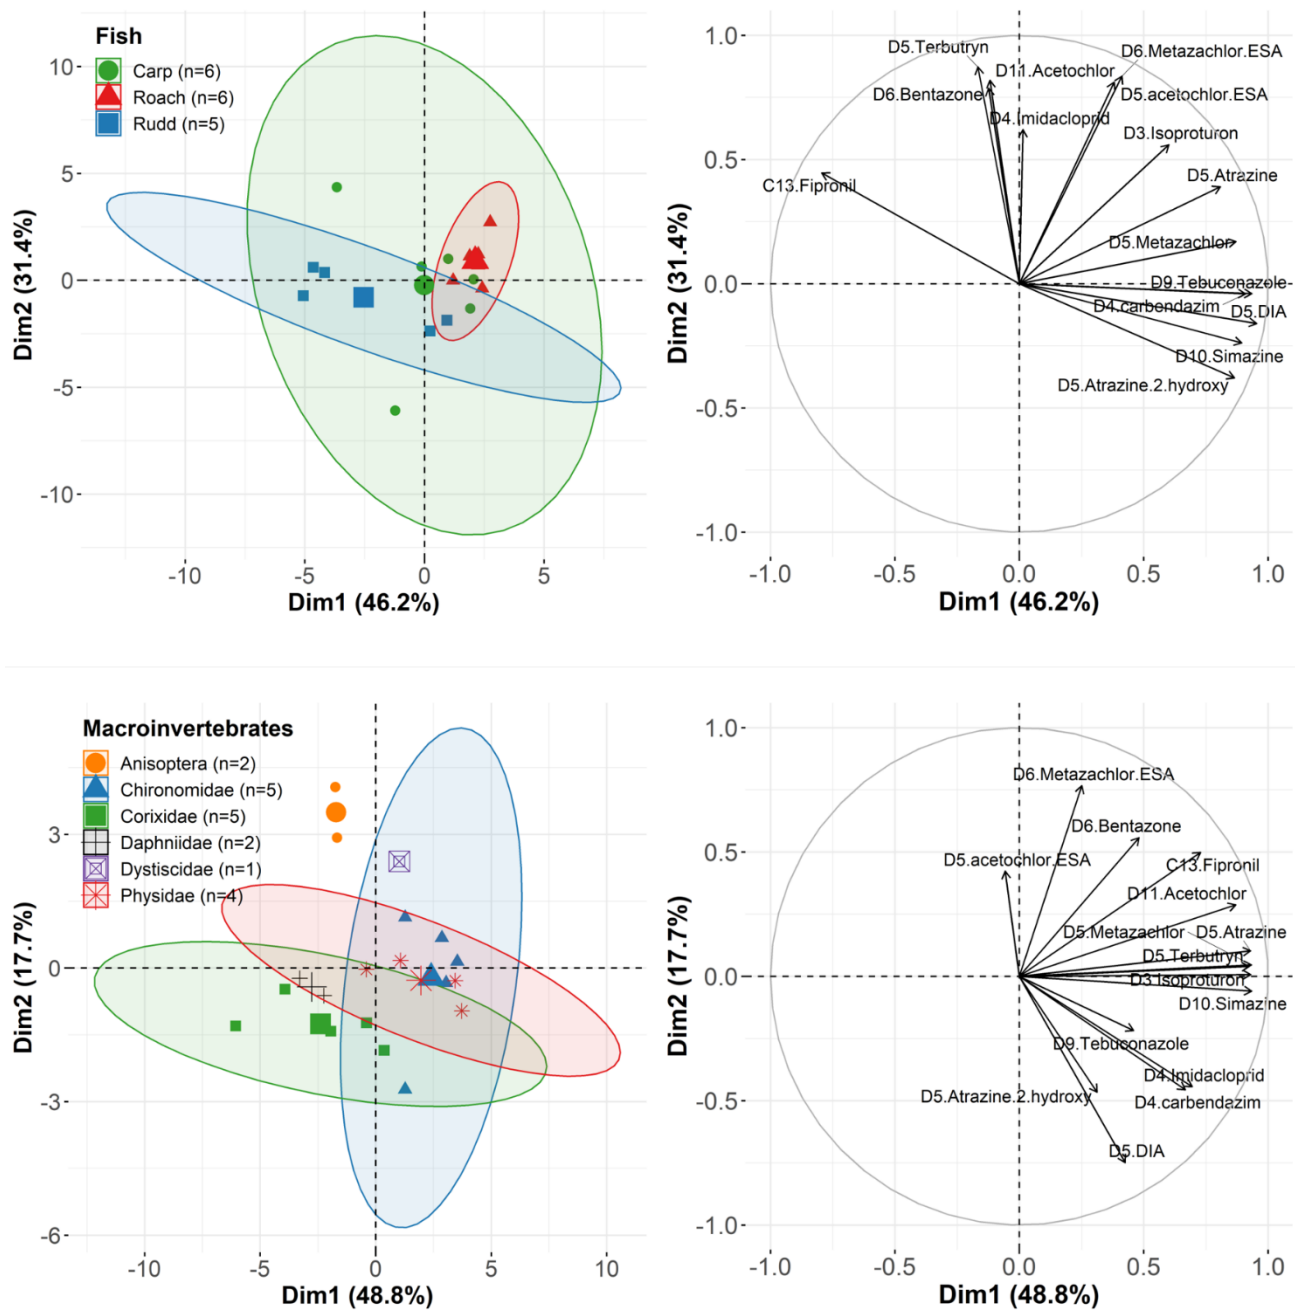 Fish
Carp (n=6)
Roach (n=6)
Rudd (n=5)
10
5
0
-5
-10
Dim2 (31.4%)
-10
-5
0
5
Dim1 (46.2%)
1.0
0.5
0.0
-0.5
-1.0
Dim2 (31.4%)
D5.Terbutryn
D6.Metazachlor.ESA
D11.Acetochlor
D6.Bentazone
D5.acetochlor.ESA
D4.Imidacloprid
D3.Isoproturon
C13.Fipronil
D5.Atrazine
D5.Metazachlor
D9.Tebuconazole
D4.carbendazim
D5.DIA
D10.Simazine
D5.Atrazine.2.hydroxy
-1.0
-0.5
0.0
0.5
1.0
Dim1 (46.2%)
Macroinvertebrates
Anisoptera (n=2)
Chironomidae (n=5)
Corixidae (n=5)
Daphniidae (n=2)
Dystiscidae (n=1)
Physidae (n=4)
3
0
-3
-6
Dim2 (17.7%)
-10
-5
0
5
10
Dim1 (48.8%)
1.0
0.5
0.0
-0.5
-1.0
Dim2 (17.7%)
D6.Metazachlor.ESA
D6.Bentazone
D5.acetochlor.ESA
C13.Fipronil
D11.Acetochlor
D5.Metazachlor
D5.Atrazine
D5.Terbutryn
D3.Isoproturon
D10.Simazine
D9.Tebuconazole
D4.Imidacloprid
D5.Atrazine.2.hydroxy
D4.carbendazim
D5.DIA
-1.0
-0.5
0.0
0.5
1.0
Dim1 (48.8%)